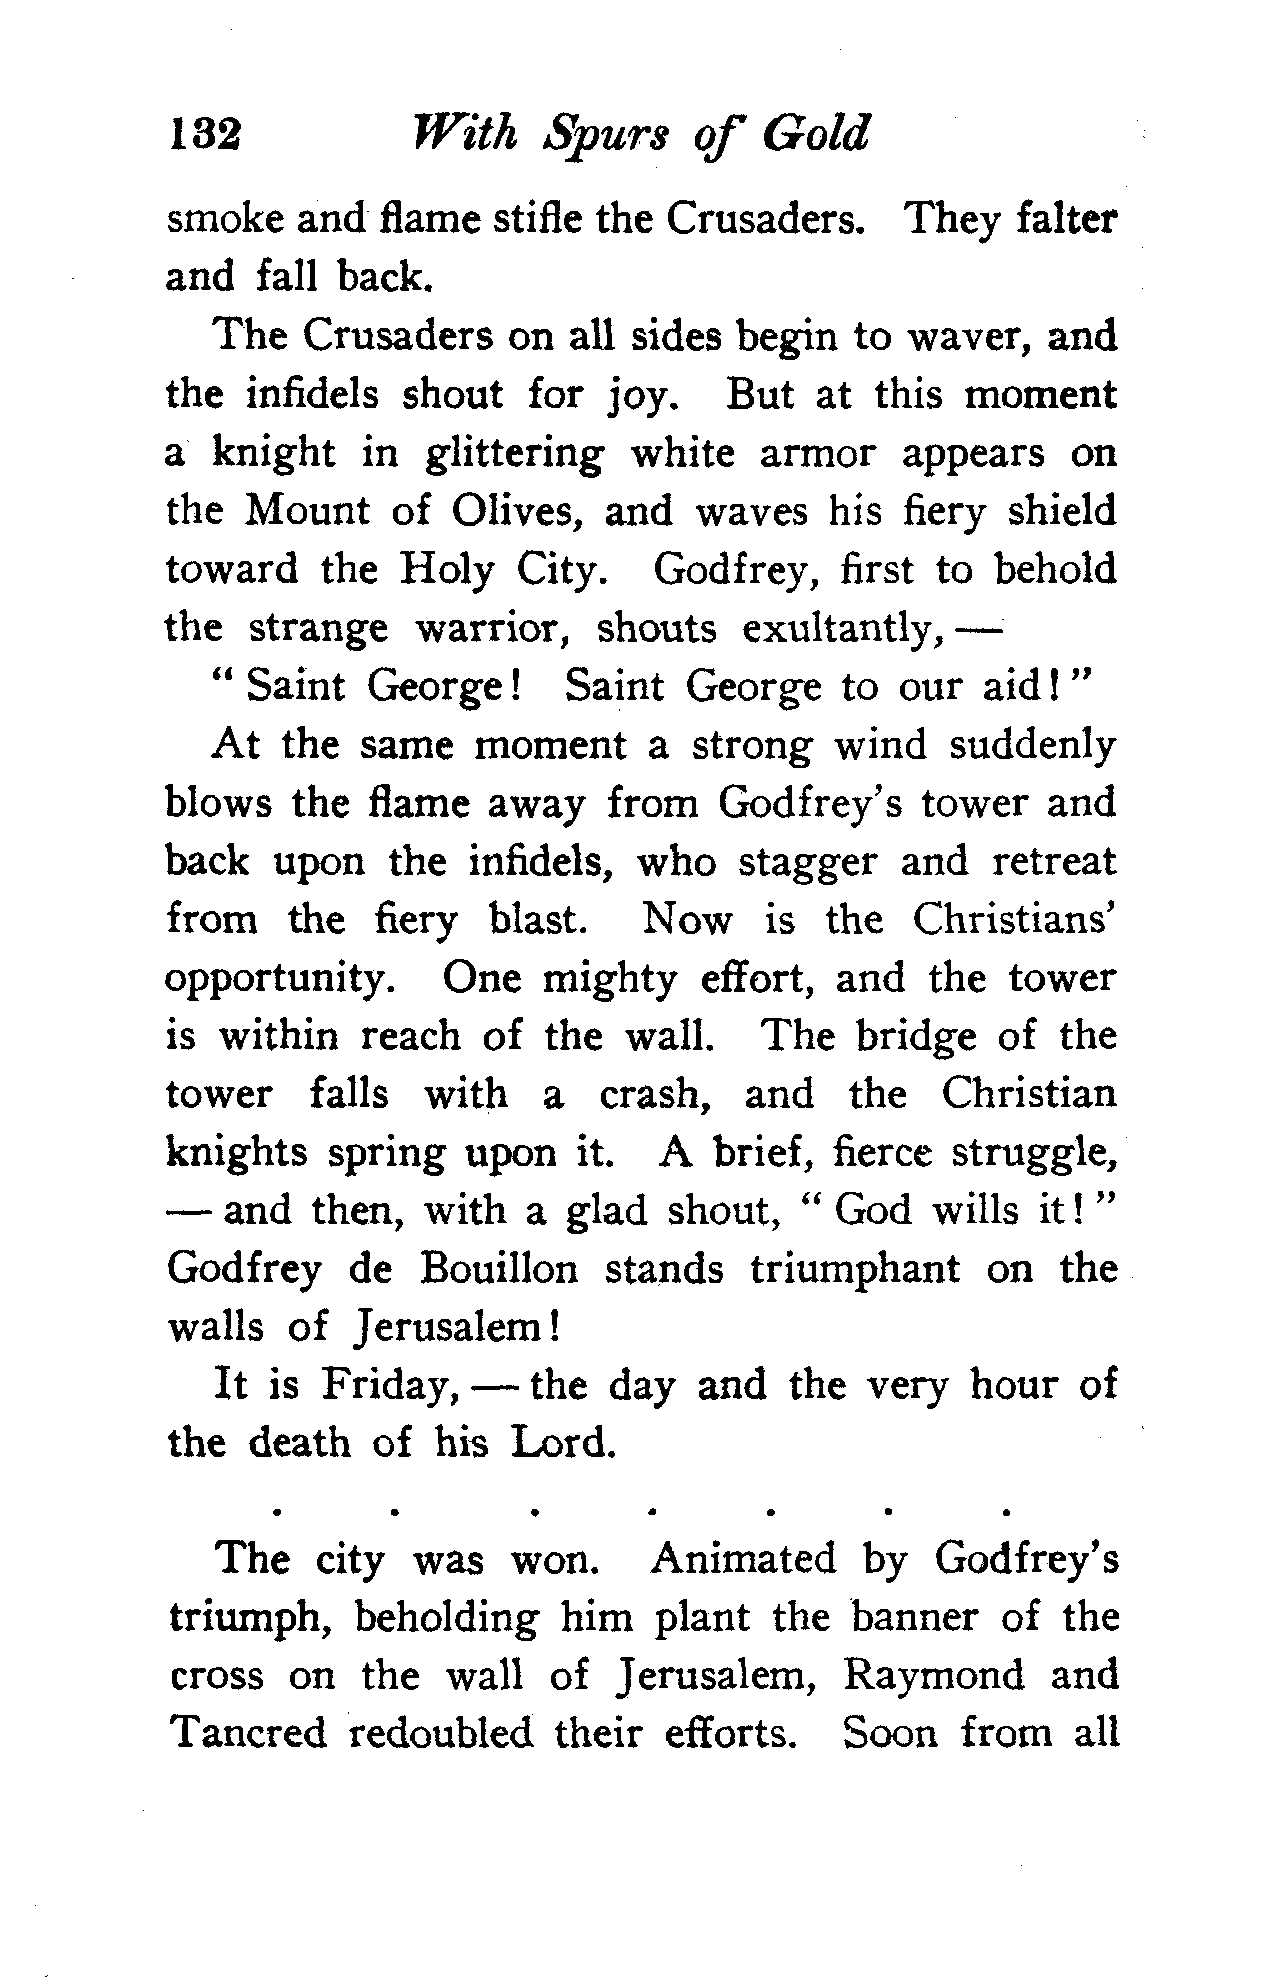 132 With Spurs of Gold
smoke and flame stifle the Crusaders. They falter
and fall back.
The Crusaders on all sides begin to waver, and
the infidels shout for joy. But at this moment
a knight in glittering white armor appears on
the Mount of Olives, and waves his fiery shield
toward the Holy City. Godfrey, first to behold
the strange warrior, shouts exultantly, —
“ Saint George! Saint George to our aid! ”
At the same moment a strong wind suddenly
blows the flame away from Godfrey’s tower and
back upon the infidels, who stagger and retreat
from the fiery blast. Now is the Christians’
opportunity. One mighty effort, and the tower
is within reach of the wall. The bridge of the
tower falls with a crash, and the Christian
knights spring upon it. A brief, fierce struggle,
— and then, with a glad shout, “ God wills it! ”
Godfrey de Bouillon stands triumphant on the
walls of Jerusalem!
It is Friday, — the day and the very hour of
the death of his Lord.
. . . . . . .
The city was won. Animated by Godfrey’s
triumph, beholding him plant the banner of the
cross on the wall of Jerusalem, Raymond and
Tancred redoubled their efforts. Soon from all